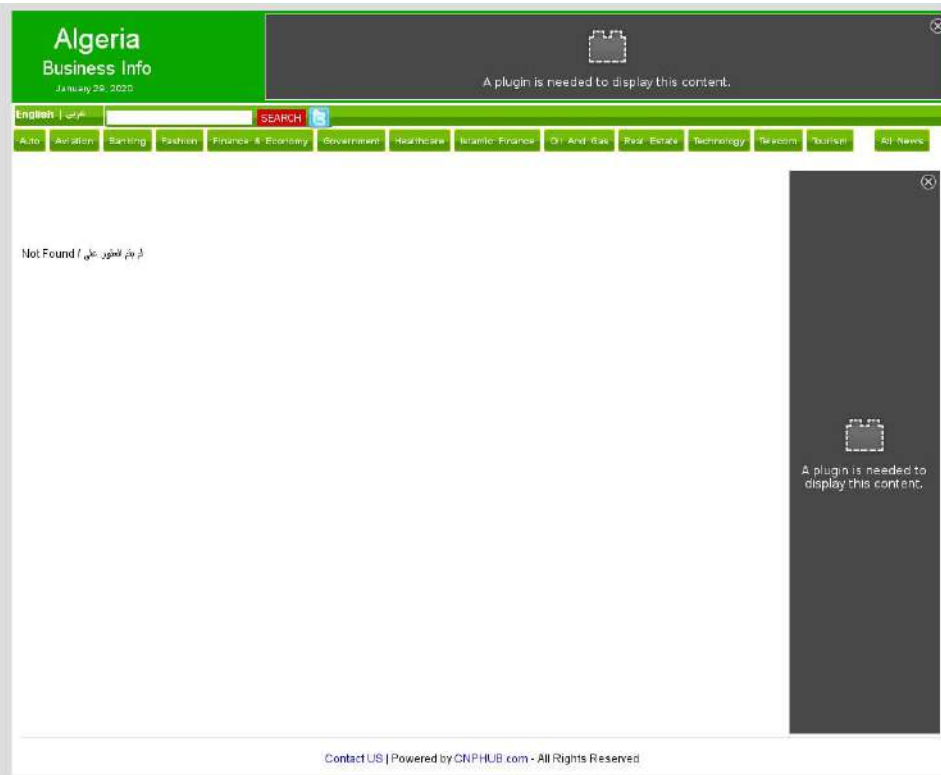 Algeria
Business Info
January 29, 2020
A plugin is needed to display this content.
English | عربى
SEARCH
Auto Aviation Banking Fashion Finance & Economy Government Healthcare Islamic Finance Oil And Gas Real Estate Technology Telecom Tourism All News
Not Found / لم يتم العثور على
A plugin is needed to
display this content.
Contact US | Powered by CNPHUB.com - All Rights Reserved